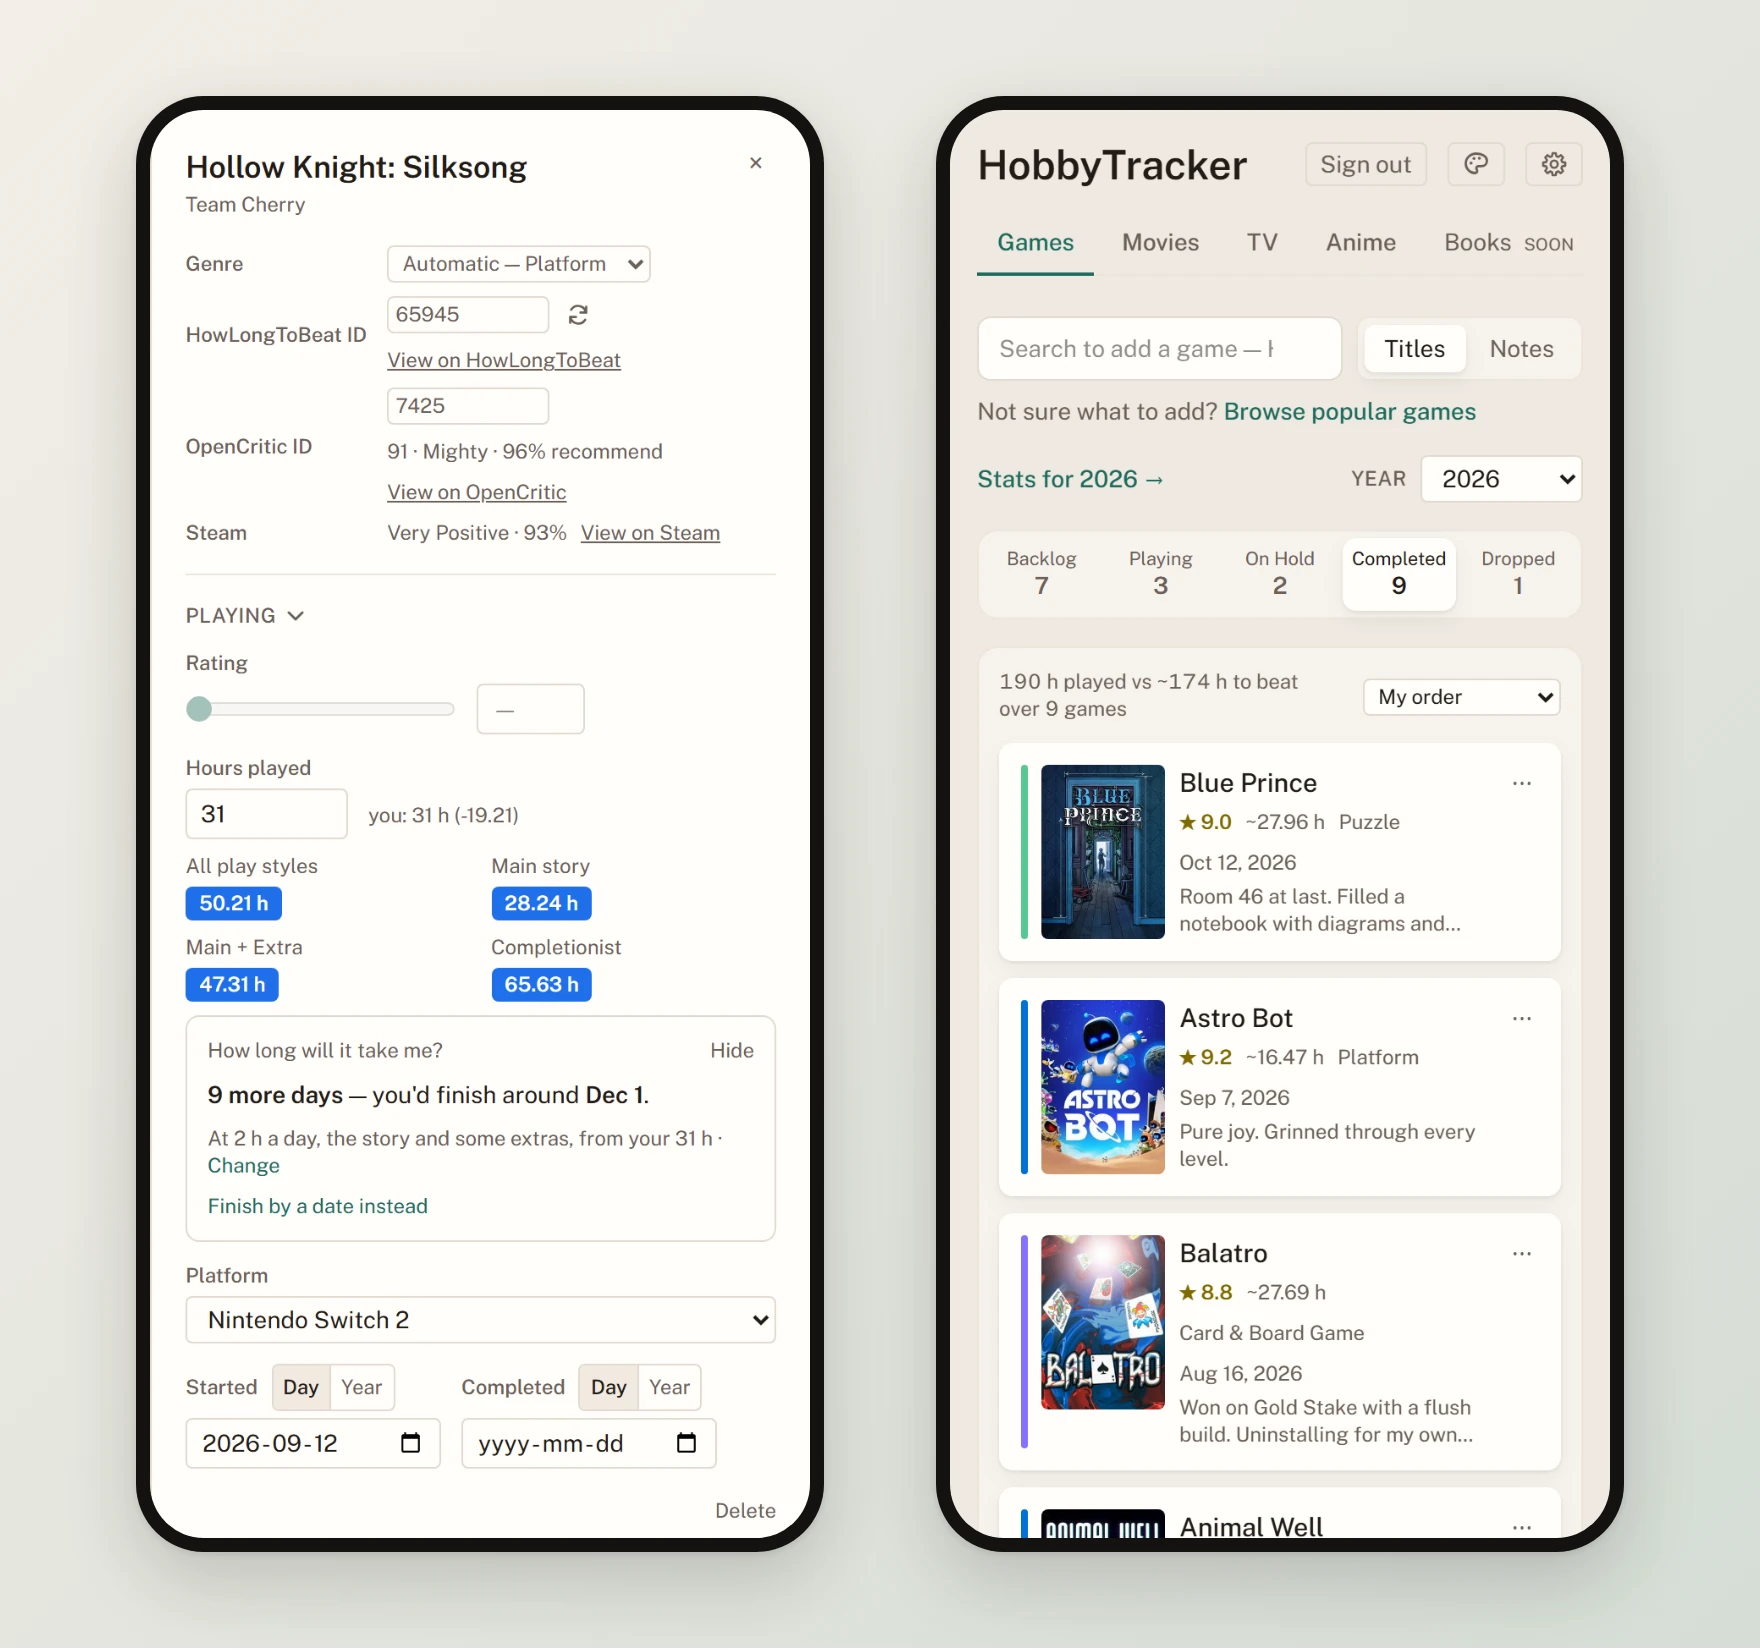 Hollow Knight: Silksong
×
Team Cherry
Genre
Automatic — Platform
HowLongToBeat ID
65945
View on HowLongToBeat
OpenCritic ID
7425
91 · Mighty · 96% recommend
View on OpenCritic
Steam
Very Positive · 93% View on Steam
PLAYING
Rating
—
Hours played
31
you: 31 h (-19.21)
All play styles
50.21 h
Main story
28.24 h
Main + Extra
47.31 h
Completionist
65.63 h
How long will it take me?
Hide
9 more days — you'd finish around Dec 1.
At 2 h a day, the story and some extras, from your 31 h ·
Change
Finish by a date instead
Platform
Nintendo Switch 2
Started
Day Year
2026-09-12
Completed
Day Year
yyyy-mm-dd
Delete
HobbyTracker
Sign out
Games Movies TV Anime Books SOON
Search to add a game —
Titles Notes
Not sure what to add? Browse popular games
Stats for 2026 →
YEAR 2026
Backlog
7
Playing
3
On Hold
2
Completed
9
Dropped
1
190 h played vs ~174 h to beat
over 9 games
My order
BLUE
PRINCE
Blue Prince
...
★ 9.0 ~27.96 h Puzzle
Oct 12, 2026
Room 46 at last. Filled a
notebook with diagrams and...
ASTRO
BOT
Astro Bot
...
★ 9.2 ~16.47 h Platform
Sep 7, 2026
Pure joy. Grinned through every
level.
BALATRO
Balatro
...
★ 8.8 ~27.69 h
Card & Board Game
Aug 16, 2026
Won on Gold Stake with a flush
build. Uninstalling for my own...
ANIMAL WELL
Animal Well
...